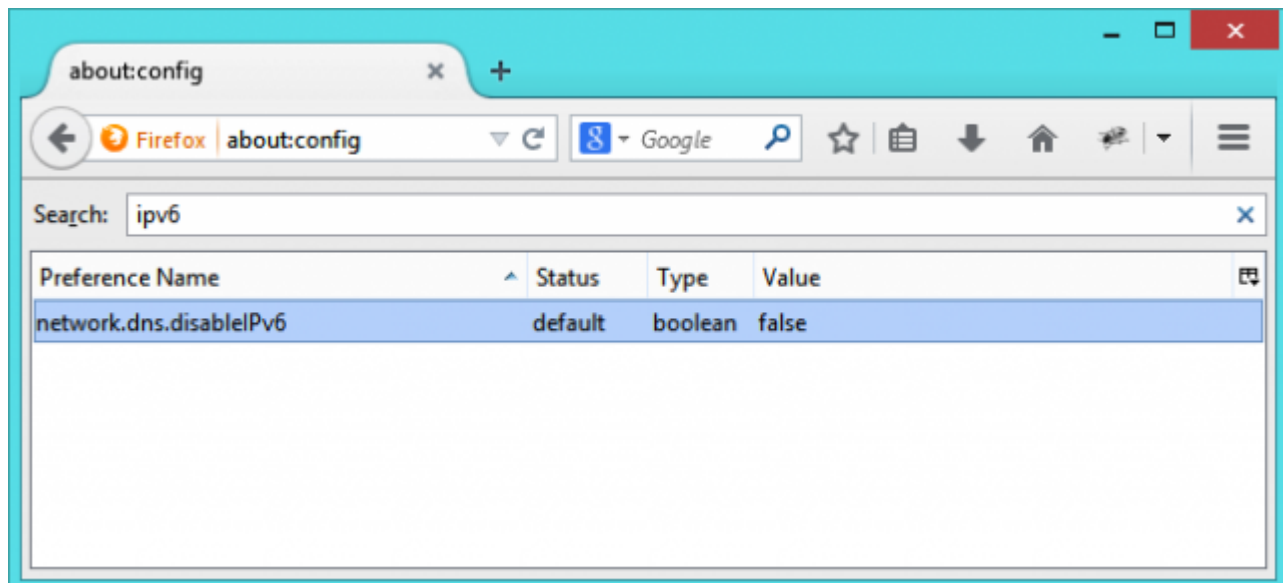 about:config
Firefox about:config Google
Search: ipv6
Preference Name Status Type Value
network.dns.disableIPv6 default boolean false